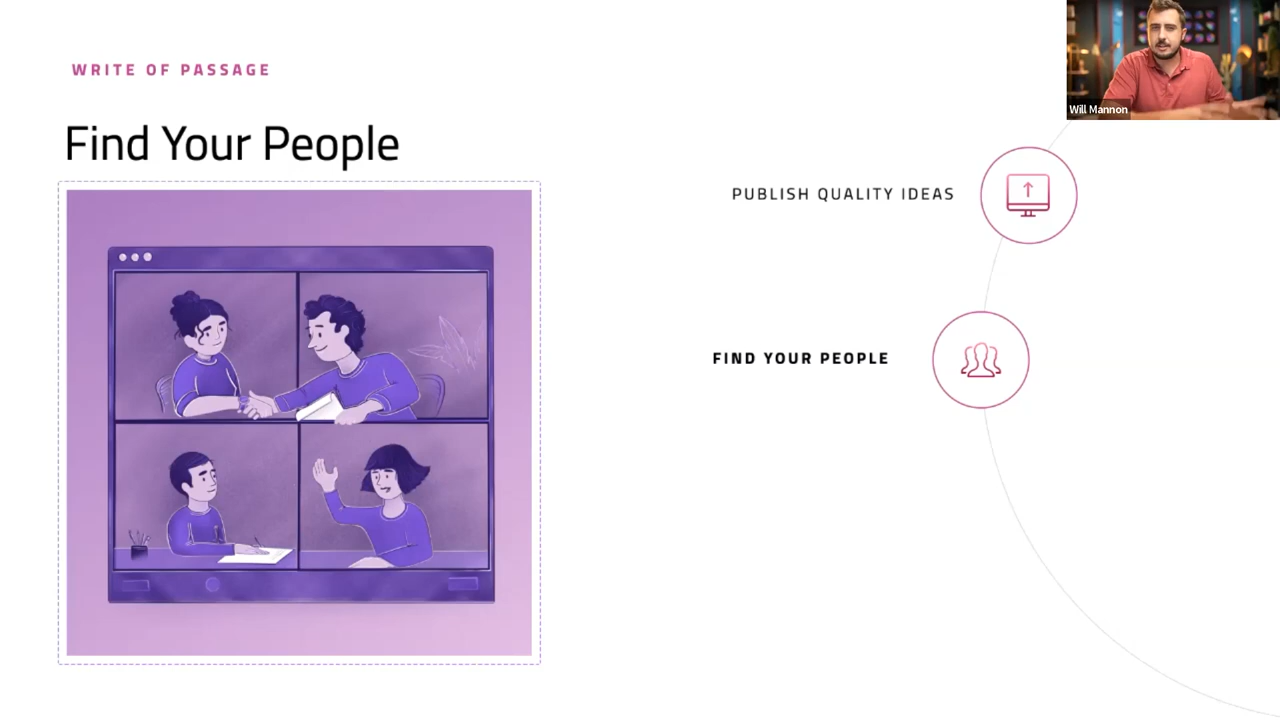 WRITE OF PASSAGE
Find Your People
Will Mannon
PUBLISH QUALITY IDEAS
FIND YOUR PEOPLE